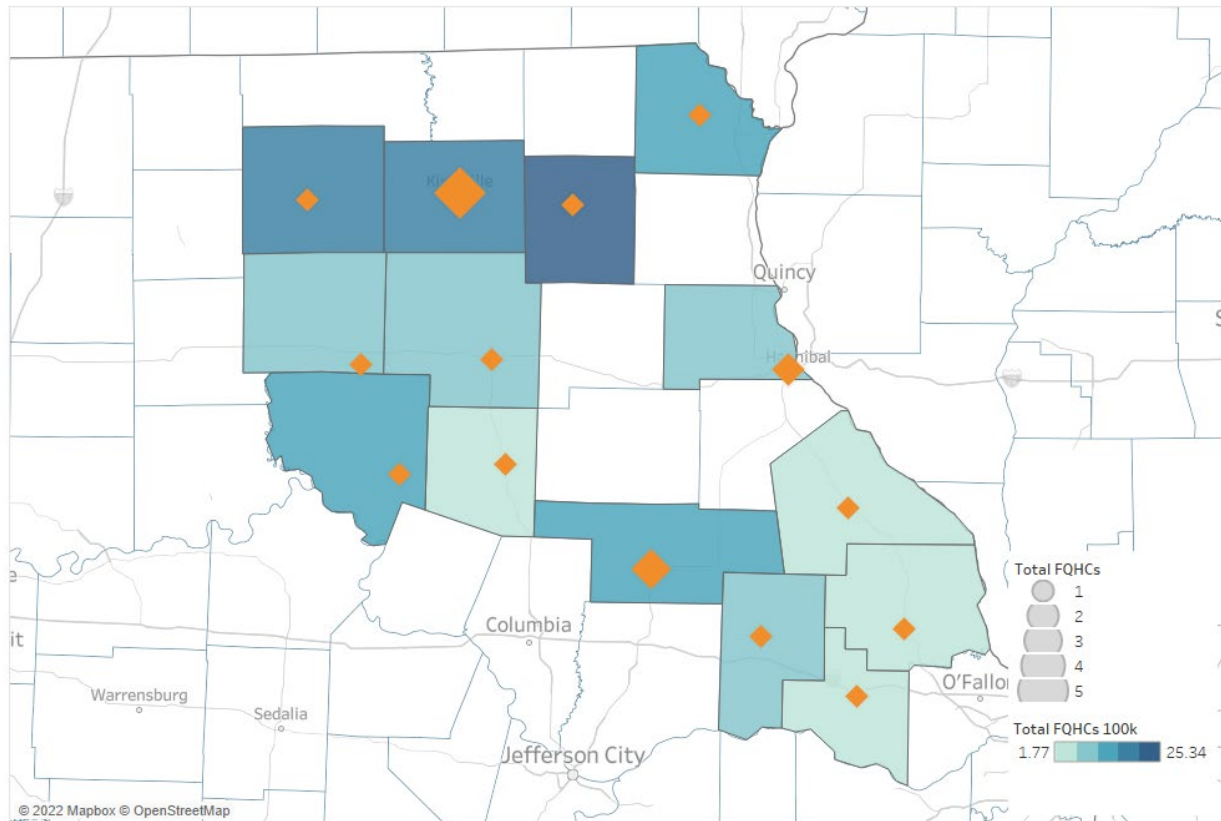 Quincy
Columbia
Warrensburg
Sedalia
Jefferson City
O'Fallo
it
e
S
Total FQHCs
1
2
3
4
5
Total FQHCs 100k
1.77
25.34
© 2022 Mapbox © OpenStreetMap